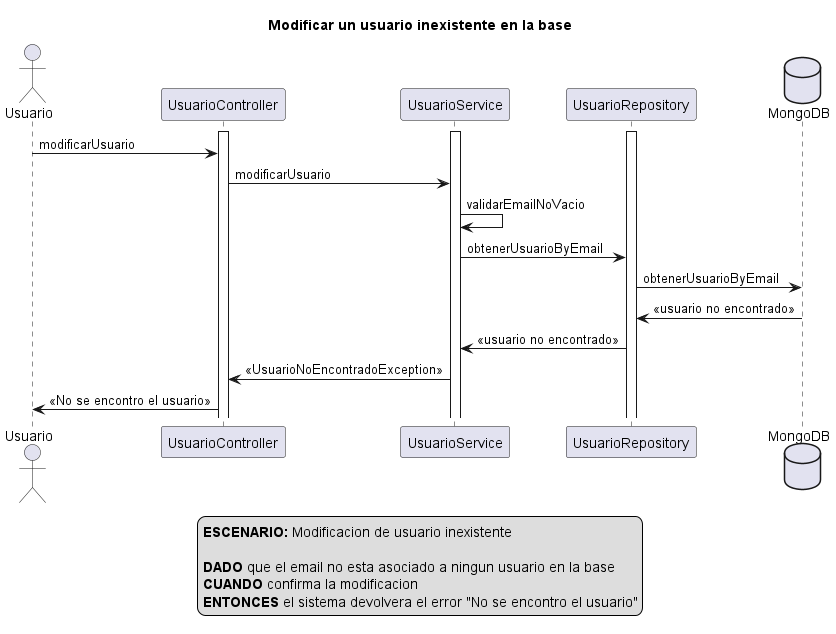 Modificar un usuario inexistente en la base
Usuario
UsuarioController
UsuarioService
UsuarioRepository
MongoDB
modificarUsuario
modificarUsuario
validarEmailNoVacio
obtenerUsuarioByEmail
obtenerUsuarioByEmail
«usuario no encontrado»
«usuario no encontrado»
«UsuarioNoEncontradoException»
«No se encontro el usuario»
Usuario
UsuarioController
UsuarioService
UsuarioRepository
MongoDB
ESCENARIO: Modificacion de usuario inexistente
DADO que el email no esta asociado a ningun usuario en la base
CUANDO confirma la modificacion
ENTONCES el sistema devolvera el error "No se encontro el usuario"